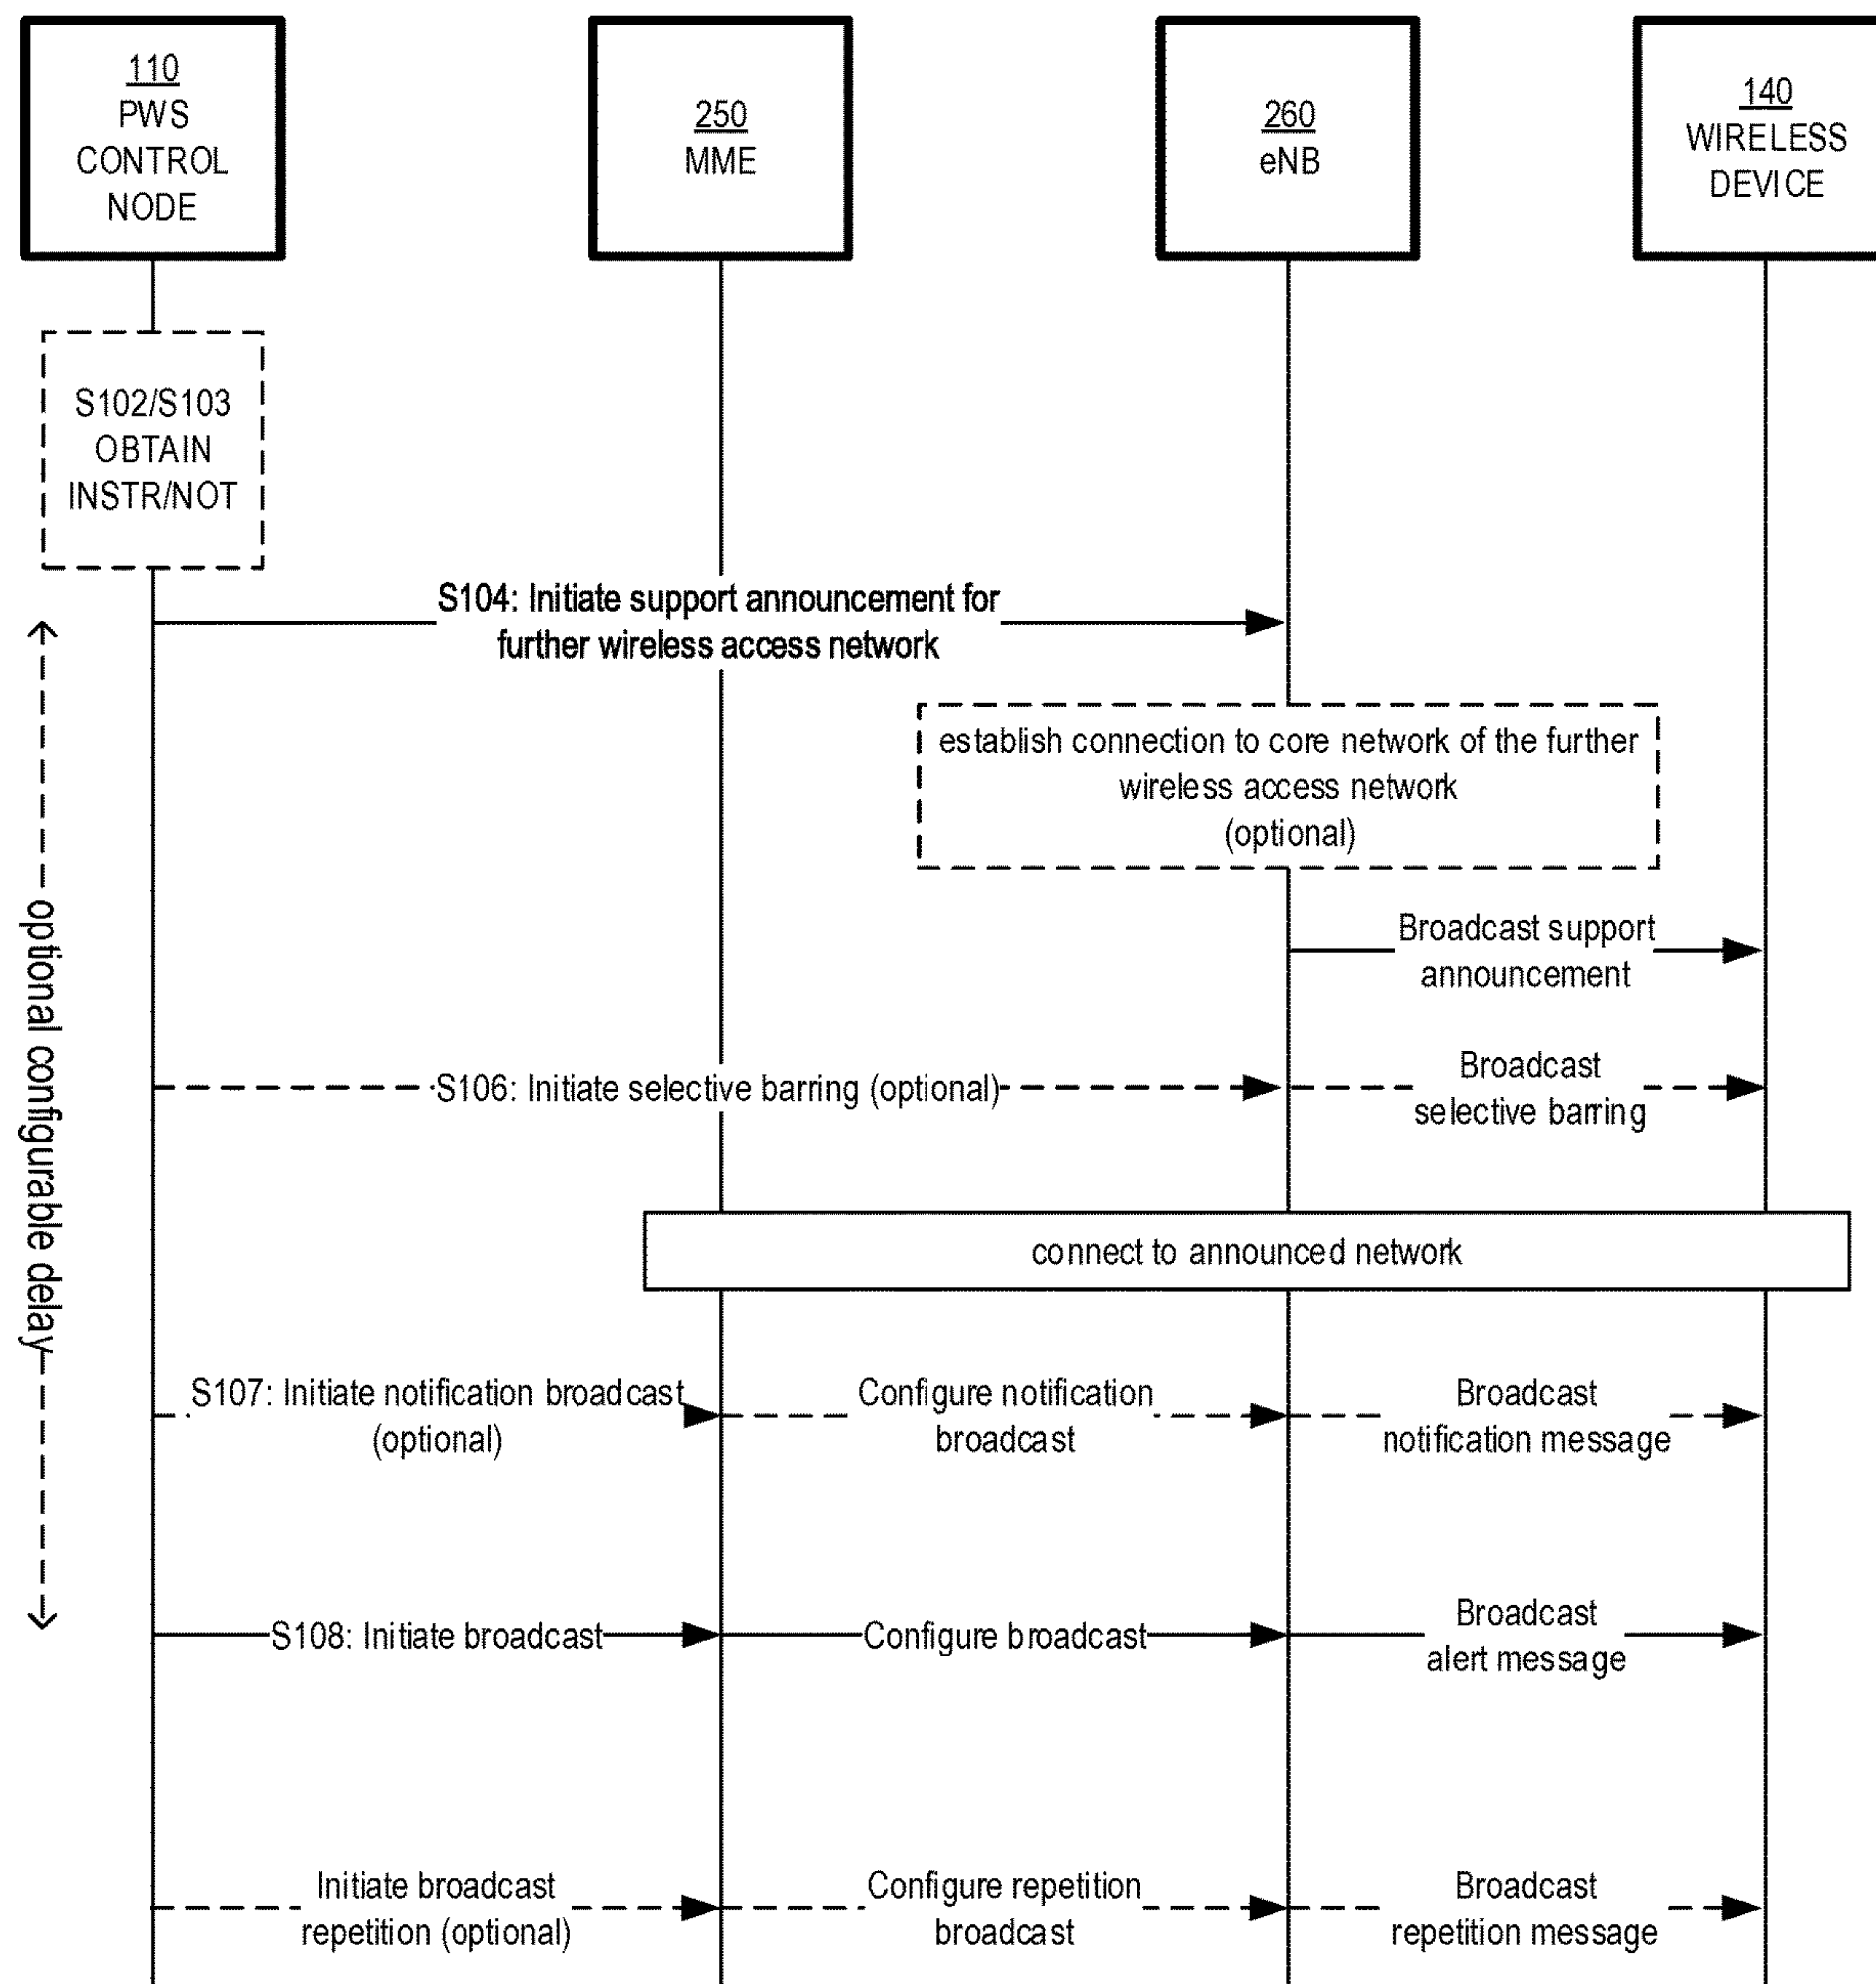 110
PWS
CONTROL
NODE
250
MME
260
eNB
140
WIRELESS
DEVICE
S102/S103
OBTAIN
INSTR/NOT
S104: Initiate support announcement for
further wireless access network
establish connection to core network of the further
wireless access network
(optional)
Broadcast support
announcement
optional configurable delay
S106: Initiate selective barring (optional)
Broadcast
selective barring
connect to announced network
S107: Initiate notification broadcast
(optional)
Configure notification
broadcast
Broadcast
notification message
S108: Initiate broadcast
Configure broadcast
Broadcast
alert message
Initiate broadcast
repetition (optional)
Configure repetition
broadcast
Broadcast
repetition message